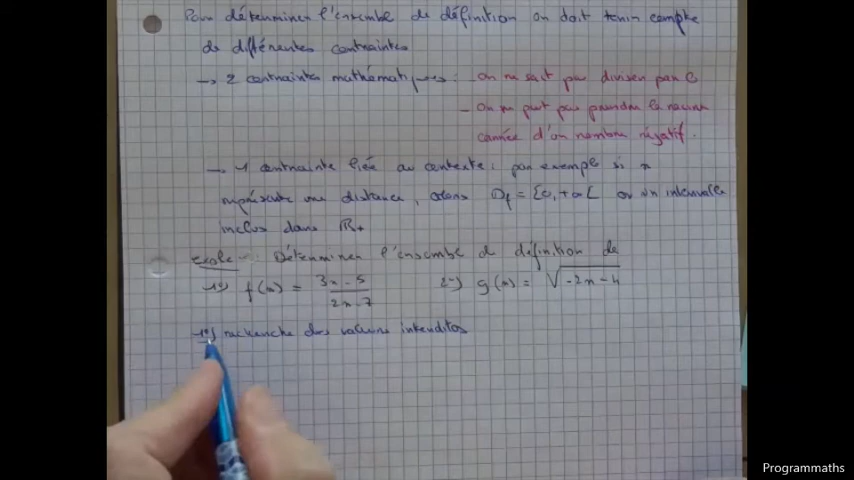 Pour déterminer l'ensemble de définition on doit tenir compte
de différentes contraintes
→ 2 contraintes mathématiques : - On ne sait pas diviser par 0
- On ne peut pas prendre la racine
carrée d'un nombre négatif.
→ 1 contrainte liée au contexte : par exemple si x
représente une distance, alors Df = [0, +∞[ ou un intervalle
inclus dans ℝ+
Exple : Déterminer l'ensemble de définition de
1°) f(x) = (3x - 5)/(2x - 7) 2°) g(x) = √(-2x - 4)
1°) recherche des valeurs interdites
Programmaths